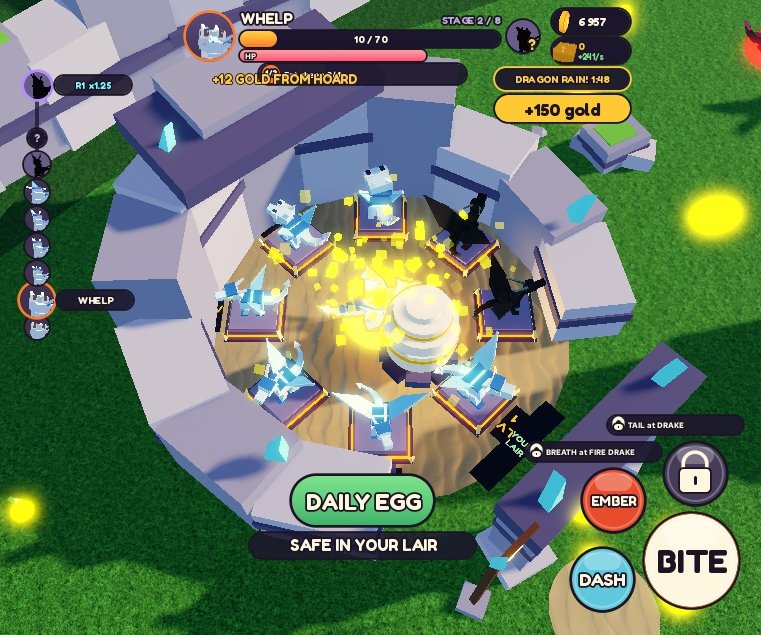 WHELP
STAGE 2 / 8
10 / 70
HP
+12 GOLD FROM HOARD
6 957
0
+241/s
DRAGON RAIN! 1:48
+150 gold
R1 x1.25
?
?
WHELP
YOU
LAIR
TAIL at DRAKE
BREATH at FIRE DRAKE
EMBER
DAILY EGG
SAFE IN YOUR LAIR
DASH
BITE